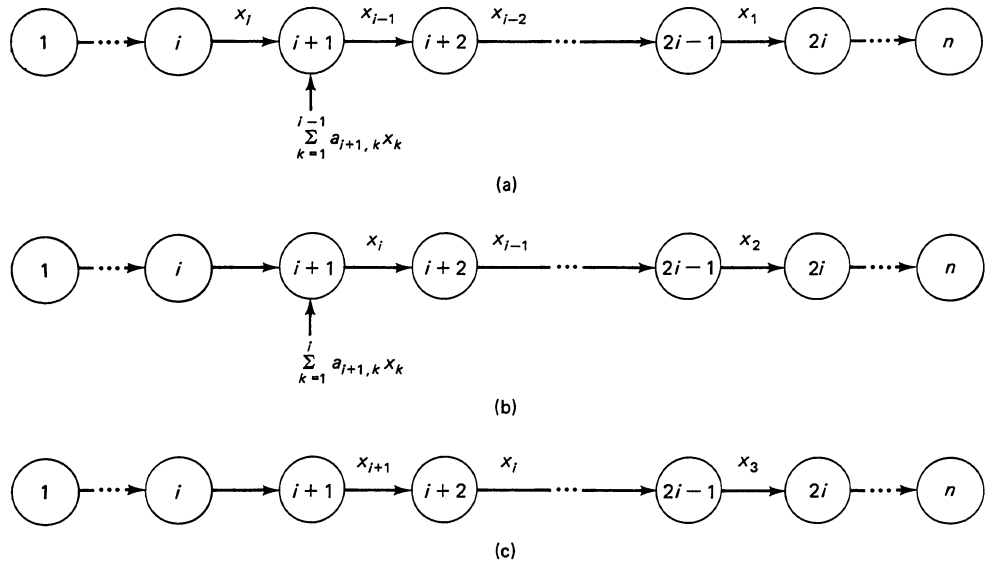 x_i x_{i-1} x_{i-2} x_1
1 ... i i + 1 i + 2 ... 2i - 1 2i ... n
i-1
Σ a_{i+1, k} x_k
k = 1
(a)
x_i x_{i-1} x_2
1 ... i i + 1 i + 2 ... 2i - 1 2i ... n
i
Σ a_{i+1, k} x_k
k = 1
(b)
x_{i+1} x_i x_3
1 ... i i + 1 i + 2 ... 2i - 1 2i ... n
(c)